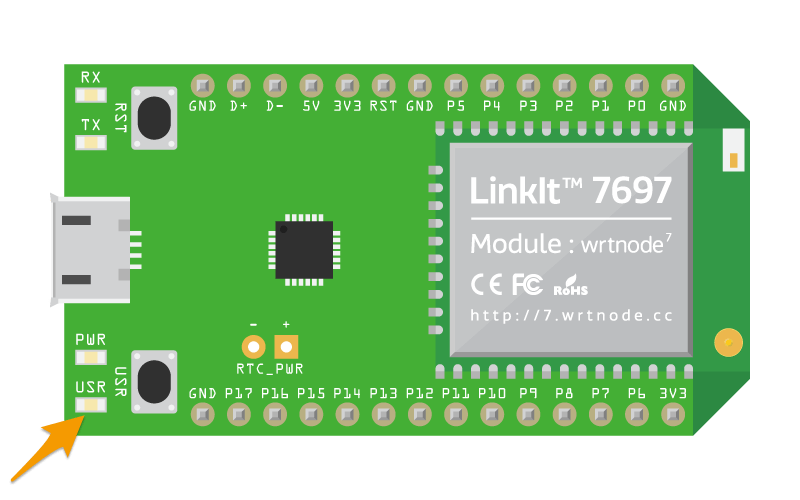 RX
TX
RST
GND D+ D- 5V 3V3 RST GND P5 P4 P3 P2 P1 P0 GND
LinkIt™ 7697
Module : wrtnode⁷
CE FC RoHS
http://7.wrtnode.cc
- +
RTC_PWR
PWR
USR
USR
GND P17 P16 P15 P14 P13 P12 P11 P10 P9 P8 P7 P6 3V3